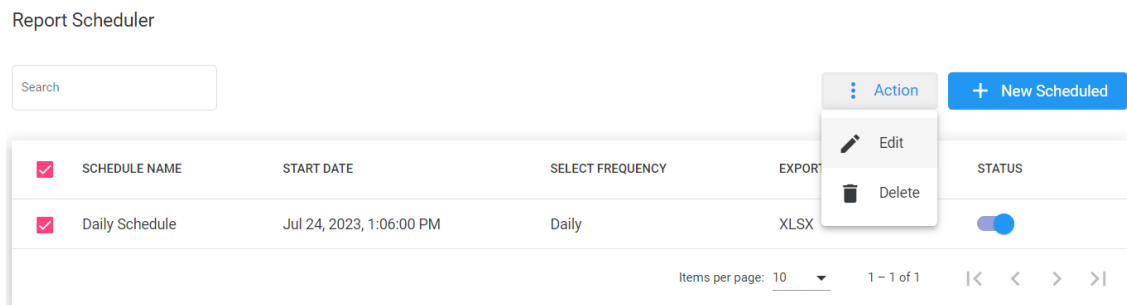 Report Scheduler
Search
Action
+ New Scheduled
Edit
Delete
SCHEDULE NAME START DATE SELECT FREQUENCY EXPORT STATUS
Daily Schedule Jul 24, 2023, 1:06:00 PM Daily XLSX
Items per page: 10 1 – 1 of 1